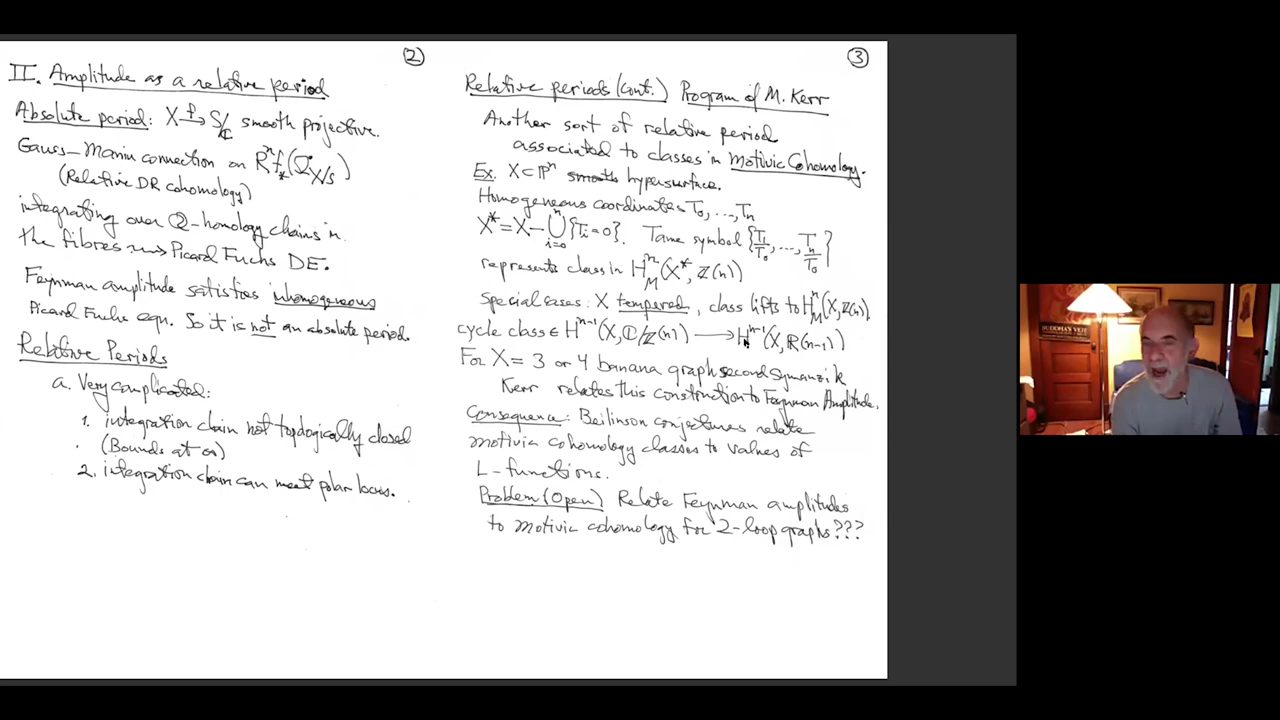 ②
II. Amplitude as a relative period
Absolute period: X —f→ S/ℂ smooth projective.
Gauss–Manin connection on Rⁿf_*(Ω^•_{X/S})
(Relative DR cohomology)
integrating over ℚ-homology chains in
the fibres ⇝ Picard Fuchs DE.
Feynman amplitude satisfies inhomogeneous
Picard Fuchs eqn. So it is not an absolute period
Relative Periods
a. Very complicated:
1. integration chain not topologically closed
(Bounds at ∞)
2. integration chain can meet polar locus.
③
Relative periods (cont.) Program of M. Kerr
Another sort of relative period
associated to classes in Motivic Cohomology.
Ex. X ⊂ ℙⁿ smooth hypersurface.
Homogeneous coordinates T₀, ..., Tₙ
X* = X − ⋃ⁿ_{i=0} {Tᵢ = 0}. Tame symbol {T₁/T₀, ..., Tₙ/T₀}
represents class in Hⁿ_M(X*, ℤ(n))
Special cases: X tempered, class lifts to Hⁿ_M(X, ℤ(n)).
cycle class ∈ Hⁿ⁻¹(X, ℂ/ℤ(n)) ⟶ Hⁿ⁻¹(X, ℝ(n-1))
For X = 3 or 4 banana graph second Symanzik
Kerr relates this construction to Feynman Amplitude.
Consequence: Beilinson conjectures relate
motivic cohomology classes to values of
L-functions.
Problem (Open) Relate Feynman amplitudes
to motivic cohomology for 2-loop graphs???